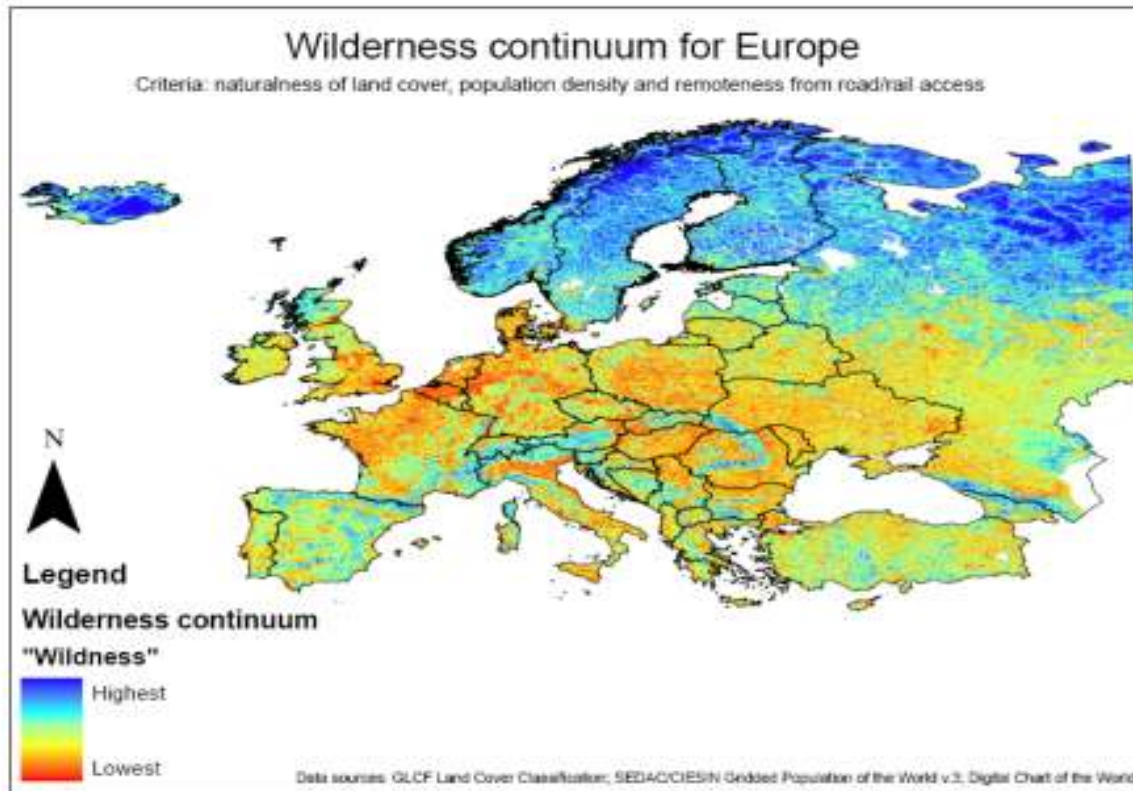 Wilderness continuum for Europe
Criteria: naturalness of land cover, population density and remoteness from road/rail access
N
Legend
Wilderness continuum
"Wildness"
Highest
Lowest
Data sources: GLCF Land Cover Classification; SEDAC/CIESIN Gridded Population of the World v.3; Digital Chart of the World